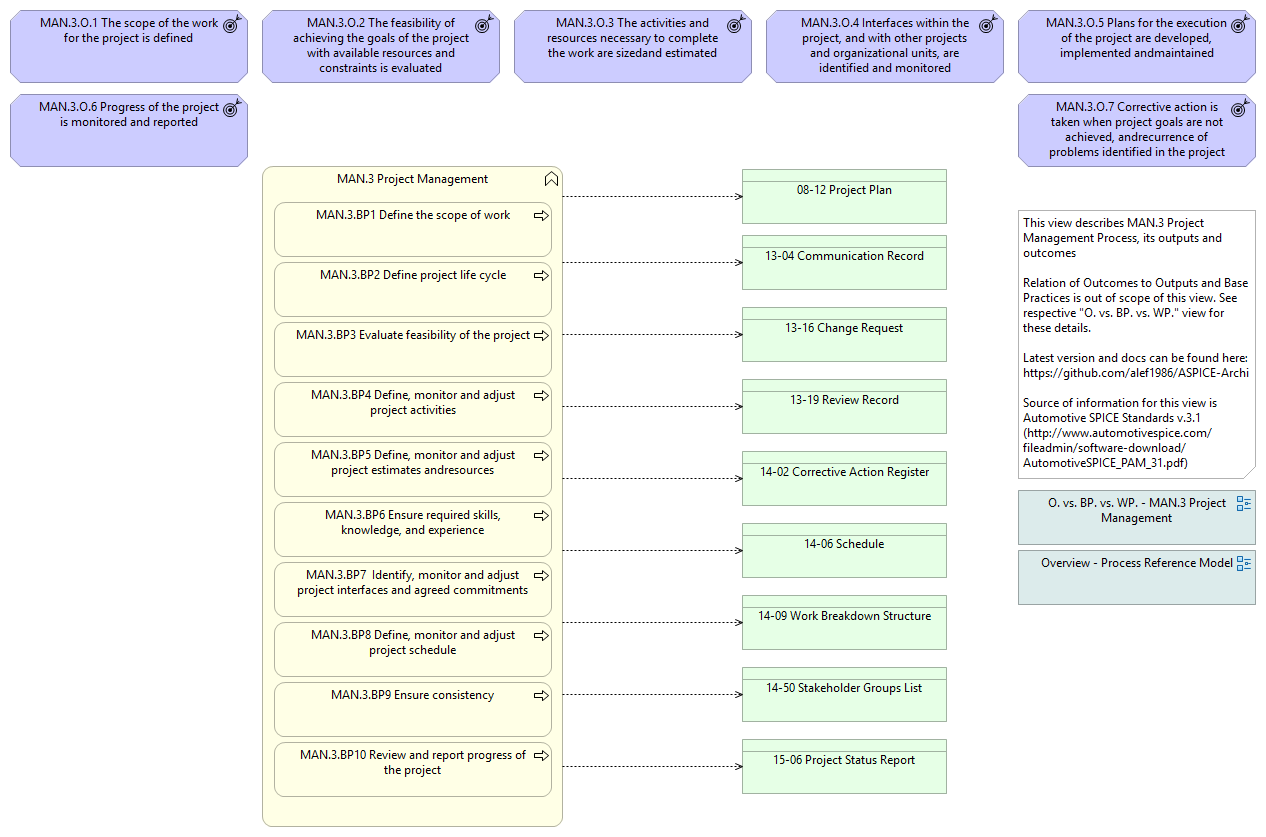 MAN.3.O.1 The scope of the work
for the project is defined
MAN.3.O.2 The feasibility of
achieving the goals of the project
with available resources and
constraints is evaluated
MAN.3.O.3 The activities and
resources necessary to complete
the work are sizedand estimated
MAN.3.O.4 Interfaces within the
project, and with other projects
and organizational units, are
identified and monitored
MAN.3.O.5 Plans for the execution
of the project are developed,
implemented andmaintained
MAN.3.O.6 Progress of the project
is monitored and reported
MAN.3.O.7 Corrective action is
taken when project goals are not
achieved, andrecurrence of
problems identified in the project
MAN.3 Project Management
MAN.3.BP1 Define the scope of work
MAN.3.BP2 Define project life cycle
MAN.3.BP3 Evaluate feasibility of the project
MAN.3.BP4 Define, monitor and adjust
project activities
MAN.3.BP5 Define, monitor and adjust
project estimates andresources
MAN.3.BP6 Ensure required skills,
knowledge, and experience
MAN.3.BP7  Identify, monitor and adjust
project interfaces and agreed commitments
MAN.3.BP8 Define, monitor and adjust
project schedule
MAN.3.BP9 Ensure consistency
MAN.3.BP10 Review and report progress of
the project
08-12 Project Plan
13-04 Communication Record
13-16 Change Request
13-19 Review Record
14-02 Corrective Action Register
14-06 Schedule
14-09 Work Breakdown Structure
14-50 Stakeholder Groups List
15-06 Project Status Report
This view describes MAN.3 Project
Management Process, its outputs and
outcomes
Relation of Outcomes to Outputs and Base
Practices is out of scope of this view. See
respective "O. vs. BP. vs. WP." view for
these details.
Latest version and docs can be found here:
https://github.com/alef1986/ASPICE-Archi
Source of information for this view is
Automotive SPICE Standards v.3.1
(http://www.automotivespice.com/
fileadmin/software-download/
AutomotiveSPICE_PAM_31.pdf)
O. vs. BP. vs. WP. - MAN.3 Project
Management
Overview - Process Reference Model